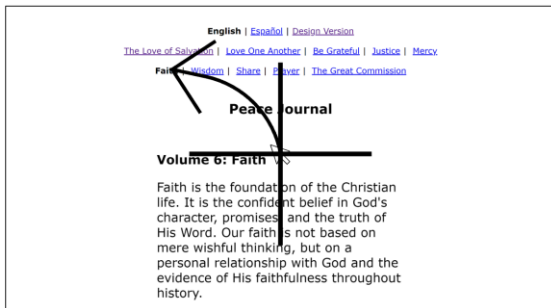 English | Español | Design Version
The Love of Salvation | Love One Another | Be Grateful | Justice | Mercy
Faith | Wisdom | Share | Prayer | The Great Commission
Peace Journal
Volume 6: Faith
Faith is the foundation of the Christian
life. It is the confident belief in God's
character, promises, and the truth of
His Word. Our faith is not based on
mere wishful thinking, but on a
personal relationship with God and the
evidence of His faithfulness throughout
history.